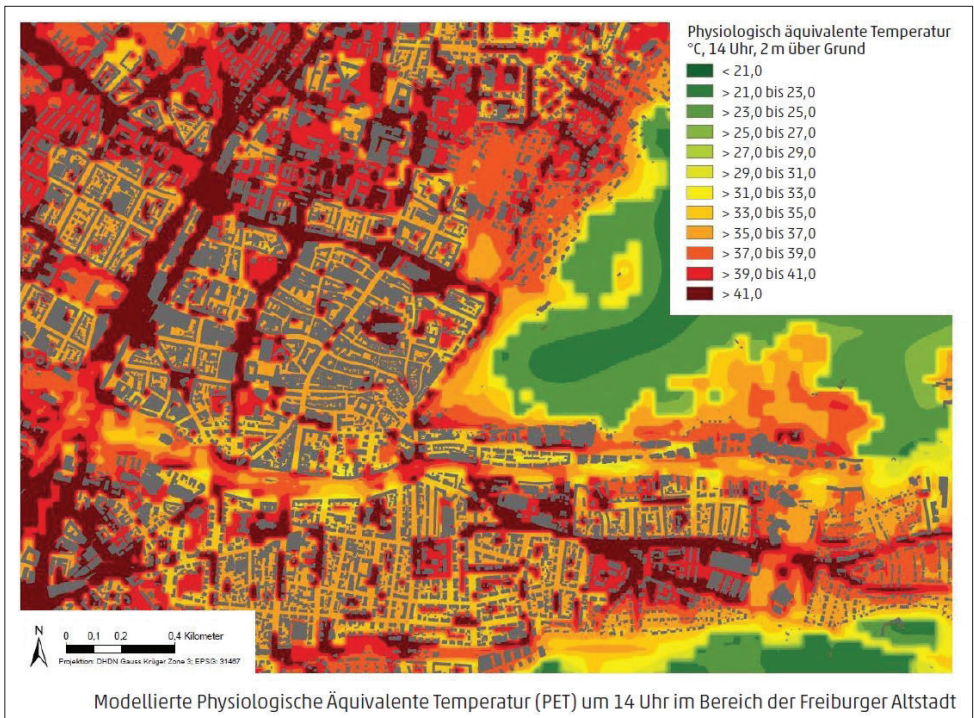 Physiologisch äquivalente Temperatur
°C, 14 Uhr, 2 m über Grund
< 21,0
> 21,0 bis 23,0
> 23,0 bis 25,0
> 25,0 bis 27,0
> 27,0 bis 29,0
> 29,0 bis 31,0
> 31,0 bis 33,0
> 33,0 bis 35,0
> 35,0 bis 37,0
> 37,0 bis 39,0
> 39,0 bis 41,0
> 41,0
N
0 0,1 0,2 0,4 Kilometer
Projektion: DHDN Gauss Krüger Zone 3; EPSG: 31467
Modellierte Physiologische Äquivalente Temperatur (PET) um 14 Uhr im Bereich der Freiburger Altstadt